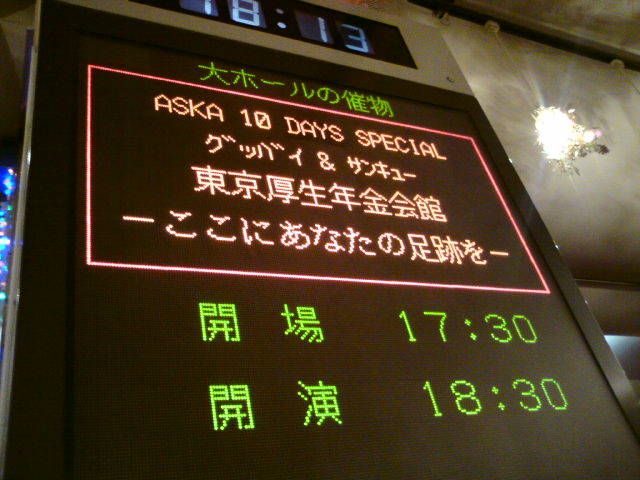 18:13
大ホールの催物
ASKA 10 DAYS SPECIAL
グッバイ & サンキュー
東京厚生年金会館
ーここにあなたの足跡をー
開 場 17:30
開 演 18:30